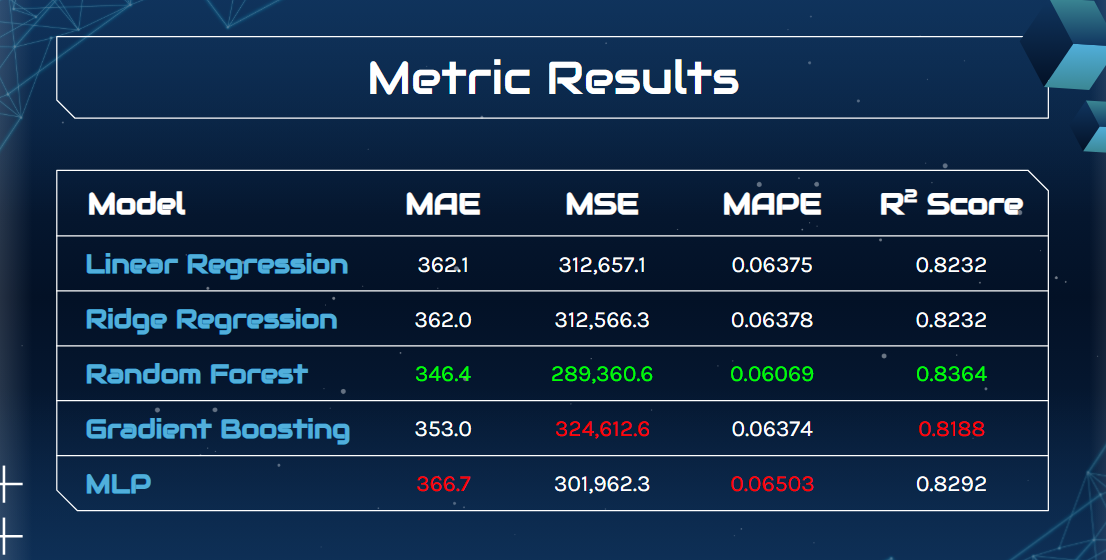 Metric Results
Model MAE MSE MAPE R² Score
Linear Regression 362.1 312,657.1 0.06375 0.8232
Ridge Regression 362.0 312,566.3 0.06378 0.8232
Random Forest 346.4 289,360.6 0.06069 0.8364
Gradient Boosting 353.0 324,612.6 0.06374 0.8188
MLP 366.7 301,962.3 0.06503 0.8292